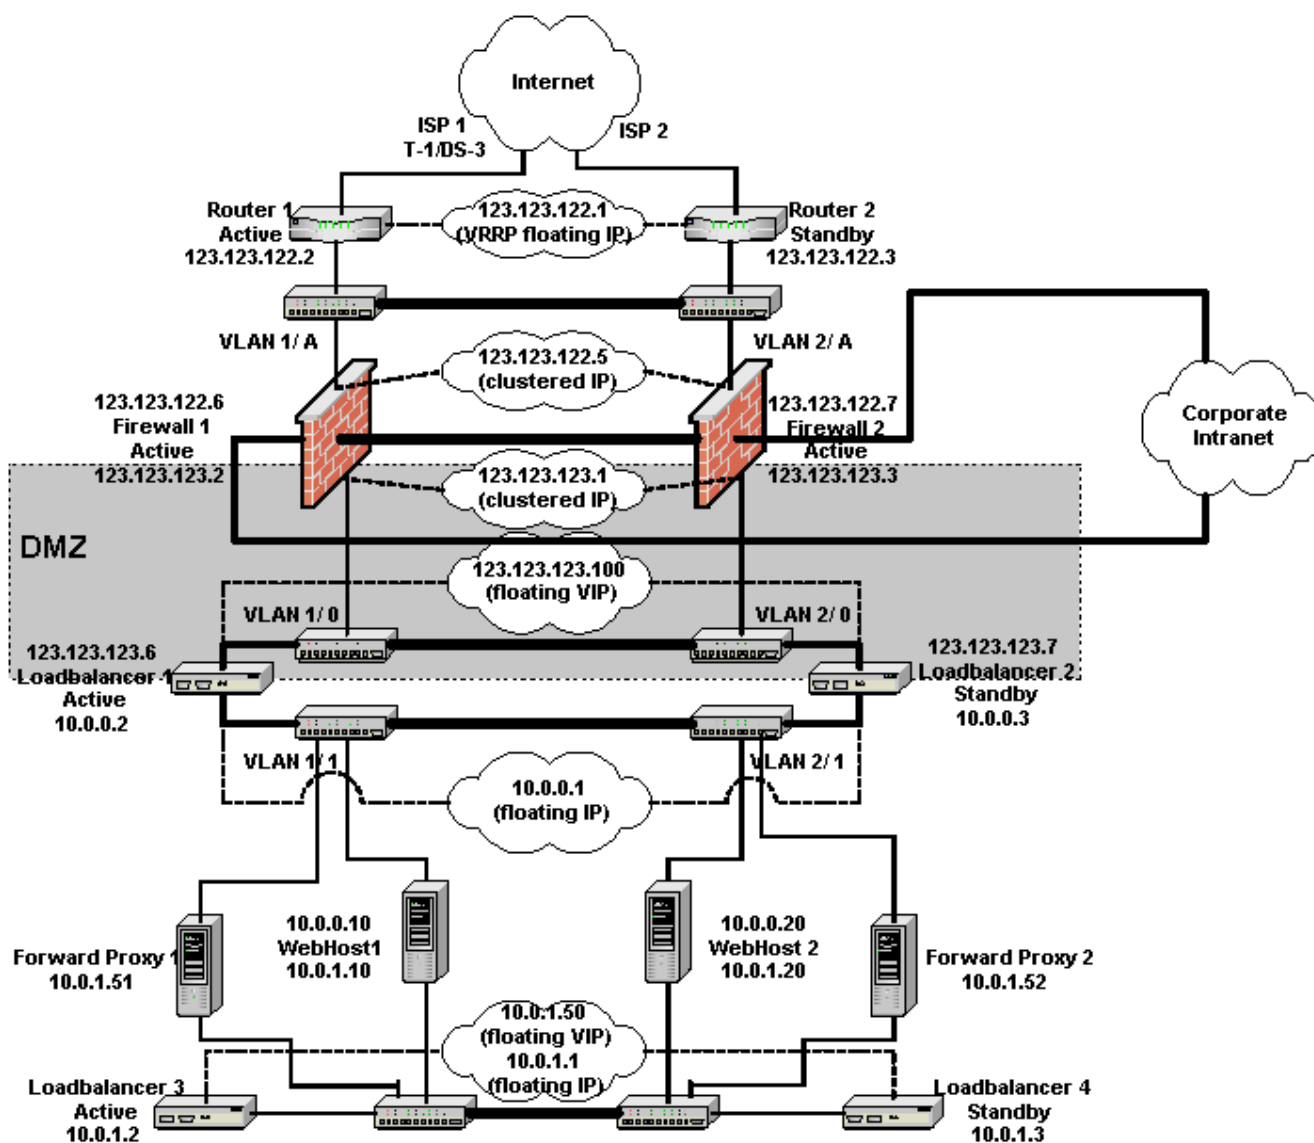 Internet
ISP 1
T-1/DS-3
ISP 2
Router 1
Active
123.123.122.2
123.123.122.1
(VRRP floating IP)
Router 2
Standby
123.123.122.3
VLAN 1/ A
VLAN 2/ A
123.123.122.5
(clustered IP)
123.123.122.6
Firewall 1
Active
123.123.123.2
123.123.122.7
Firewall 2
Active
123.123.123.3
Corporate
Intranet
123.123.123.1
(clustered IP)
DMZ
123.123.123.100
(floating VIP)
VLAN 1/ 0
VLAN 2/ 0
123.123.123.6
Loadbalancer 1
Active
10.0.0.2
123.123.123.7
Loadbalancer 2
Standby
10.0.0.3
VLAN 1/ 1
VLAN 2/ 1
10.0.0.1
(floating IP)
Forward Proxy 1
10.0.1.51
10.0.0.10
WebHost1
10.0.1.10
10.0.0.20
WebHost 2
10.0.1.20
Forward Proxy 2
10.0.1.52
10.0.1.50
(floating VIP)
10.0.1.1
(floating IP)
Loadbalancer 3
Active
10.0.1.2
Loadbalancer 4
Standby
10.0.1.3